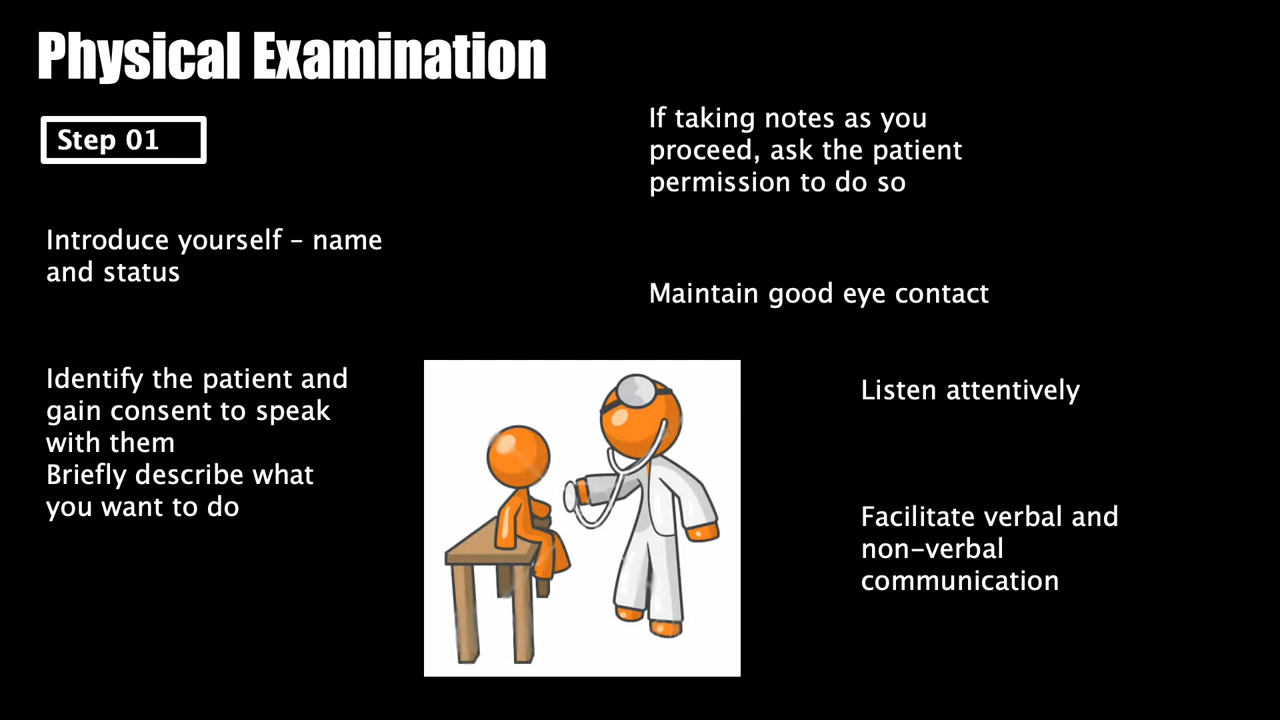 Physical Examination
Step 01
Introduce yourself – name
and status
Identify the patient and
gain consent to speak
with them
Briefly describe what
you want to do
If taking notes as you
proceed, ask the patient
permission to do so
Maintain good eye contact
Listen attentively
Facilitate verbal and
non-verbal
communication